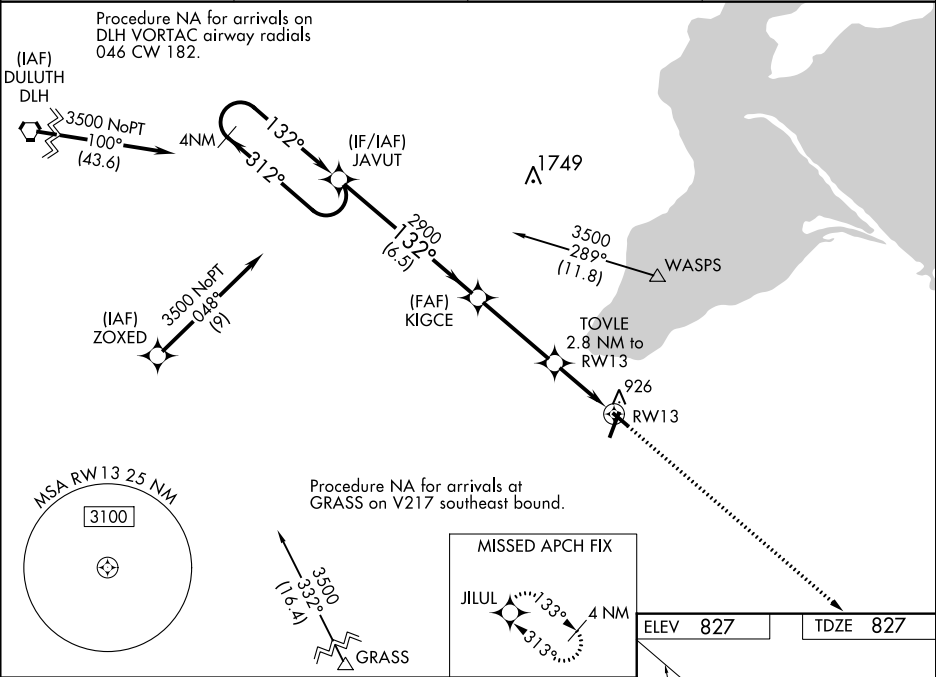 Procedure NA for arrivals on
DLH VORTAC airway radials
046 CW 182.
(IAF)
DULUTH
DLH
3500 NoPT
100°
(43.6)
4NM
132°
312°
(IF/IAF)
JAVUT
1749
2900
132°
(6.5)
3500
289°
(11.8)
WASPS
(IAF)
ZOXED
3500 NoPT
048°
(9)
(FAF)
KIGCE
TOVLE
2.8 NM to
RW13
926
RW13
MSA RW13 25 NM
3100
Procedure NA for arrivals at
GRASS on V217 southeast bound.
3500
332°
(16.4)
GRASS
MISSED APCH FIX
JILUL
133°
313°
4 NM
ELEV 827
TDZE 827